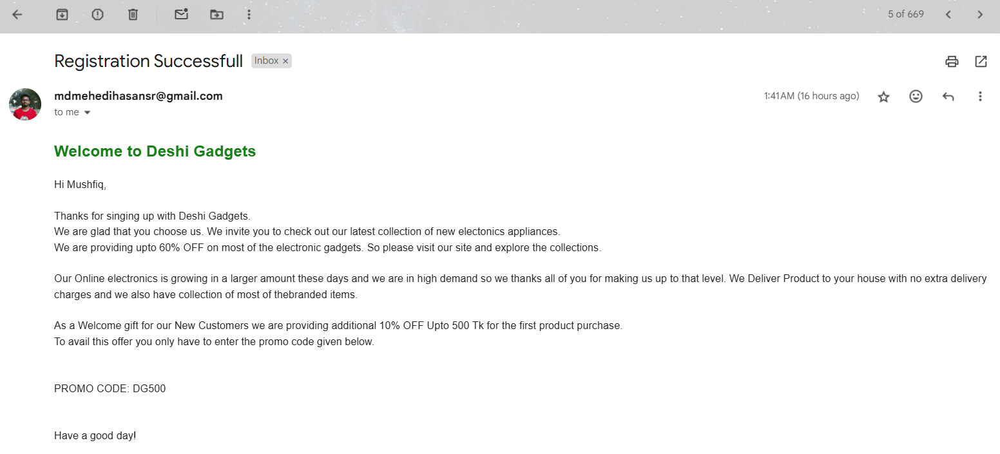 5 of 669
Registration Successfull
Inbox ×
mdmehedihasansr@gmail.com
1:41 AM (16 hours ago)
to me
Welcome to Deshi Gadgets
Hi Mushfiq,
Thanks for singing up with Deshi Gadgets.
We are glad that you choose us. We invite you to check out our latest collection of new electonics appliances.
We are providing upto 60% OFF on most of the electronic gadgets. So please visit our site and explore the collections.
Our Online electronics is growing in a larger amount these days and we are in high demand so we thanks all of you for making us up to that level. We Deliver Product to your house with no extra delivery
charges and we also have collection of most of thebranded items.
As a Welcome gift for our New Customers we are providing additional 10% OFF Upto 500 Tk for the first product purchase.
To avail this offer you only have to enter the promo code given below.
PROMO CODE: DG500
Have a good day!